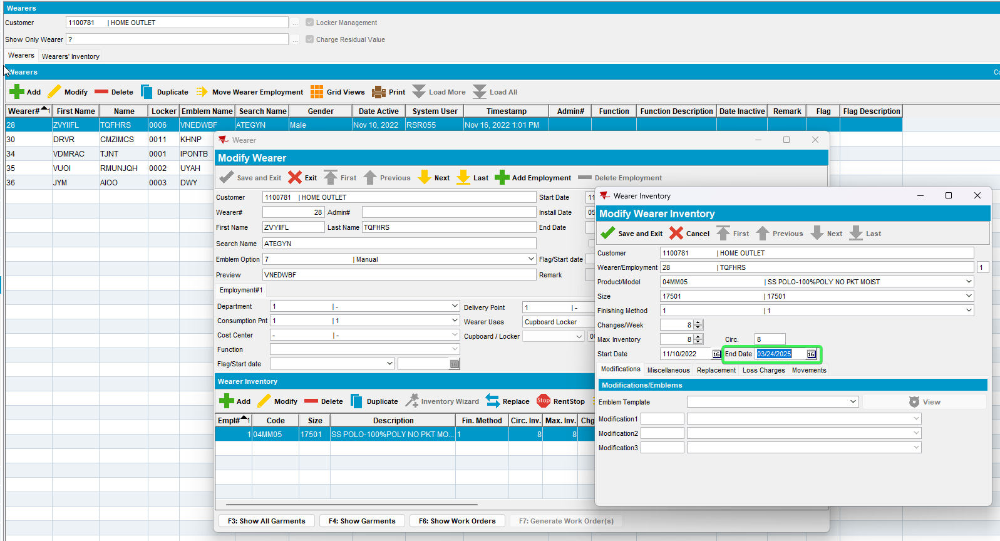 Wearers
Customer 1100781 | HOME OUTLET ... Locker Management
Show Only Wearer ? ... Charge Residual Value
Wearers Wearers' Inventory
Wearers Co
Add Modify Delete Duplicate Move Wearer Employment Grid Views Print Load More Load All
Wearer# 1 First Name Name Locker Emblem Name Search Name Gender Date Active System User Timestamp Admin# Function Function Description Date Inactive Remark Flag Flag Description
28 ZVYIIFL TQFHRS 0006 VNEDWBF ATEGYN Male Nov 10, 2022 RSR055 Nov 16, 2022 1:01 PM
30 DRVR CMZIMCS 0011 KHNP
34 VDMRAC TJNT 0001 IPONTB
35 VUOI RMUNJQH 0002 UYAH
36 JYM AIOO 0003 DWY
Wearer
Modify Wearer
Save and Exit Exit First Previous Next Last Add Employment Delete Employment
Customer 1100781 | HOME OUTLET Start Date 11
Wearer# 28 Admin# Install Date 05
First Name ZVYIIFL Last Name TQFHRS End Date
Search Name ATEGYN
Emblem Option 7 | Manual Flag/Start date
Preview VNEDWBF Remark
Employment#1
Department 1 | - Delivery Point 1 | -
Consumption Pnt 1 | 1 Wearer Uses Cupboard Locker
Cost Center - | - Cupboard / Locker 00
Function
Flag/Start date 16
Wearer Inventory
Add Modify Delete Duplicate Inventory Wizard Replace Stop RentStop
Empl# 1 Code Size Description Fin. Method Circ. Inv. Max. Inv. Chg
1 04MM05 17501 SS POLO-100%POLY NO PKT MO... 1 8 8
F3: Show All Garments F4: Show Garments F6: Show Work Orders F7: Generate Work Order(s)
Wearer Inventory
Modify Wearer Inventory
Save and Exit Cancel First Previous Next Last
Customer 1100781 | HOME OUTLET
Wearer/Employment 28 | TQFHRS 1
Product/Model 04MM05 | SS POLO-100%POLY NO PKT MOIST
Size 17501 | 17501
Finishing Method 1 | 1
Changes/Week 8
Max Inventory 8 Circ. 8
Start Date 11/10/2022 16 End Date 03/24/2025 16
Modifications Miscellaneous Replacement Loss Charges Movements
Modifications/Emblems
Emblem Template View
Modification1
Modification2
Modification3